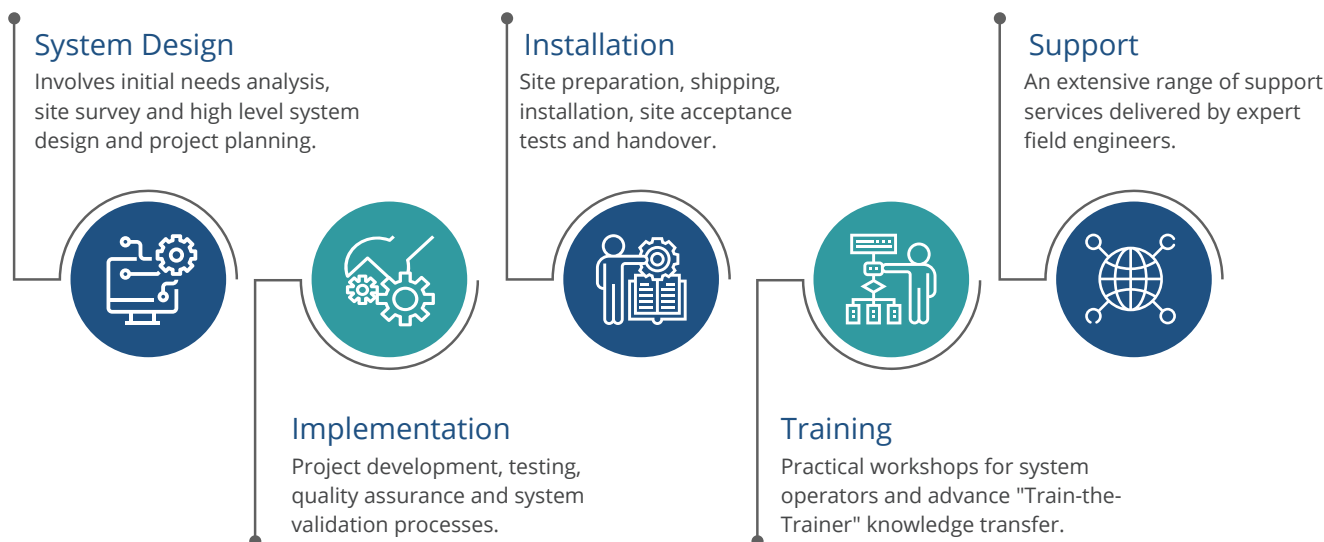 System Design
Involves initial needs analysis,
site survey and high level system
design and project planning.
Implementation
Project development, testing,
quality assurance and system
validation processes.
Installation
Site preparation, shipping,
installation, site acceptance
tests and handover.
Training
Practical workshops for system
operators and advance "Train-the-
Trainer" knowledge transfer.
Support
An extensive range of support
services delivered by expert
field engineers.